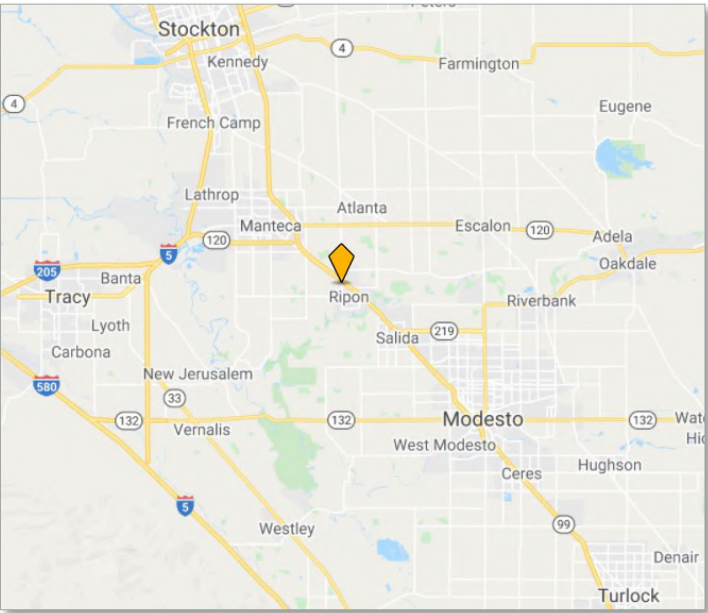 Peters
Stockton
4
Kennedy
Farmington
4
Eugene
French Camp
Lathrop
Atlanta
Manteca
Escalon
120
120
Adela
5
Oakdale
205
Banta
Tracy
Ripon
Riverbank
Lyoth
219
Salida
Carbona
New Jerusalem
580
33
132
132
132
Modesto
Vernalis
West Modesto
Hughson
Ceres
5
99
Westley
Denair
Turlock